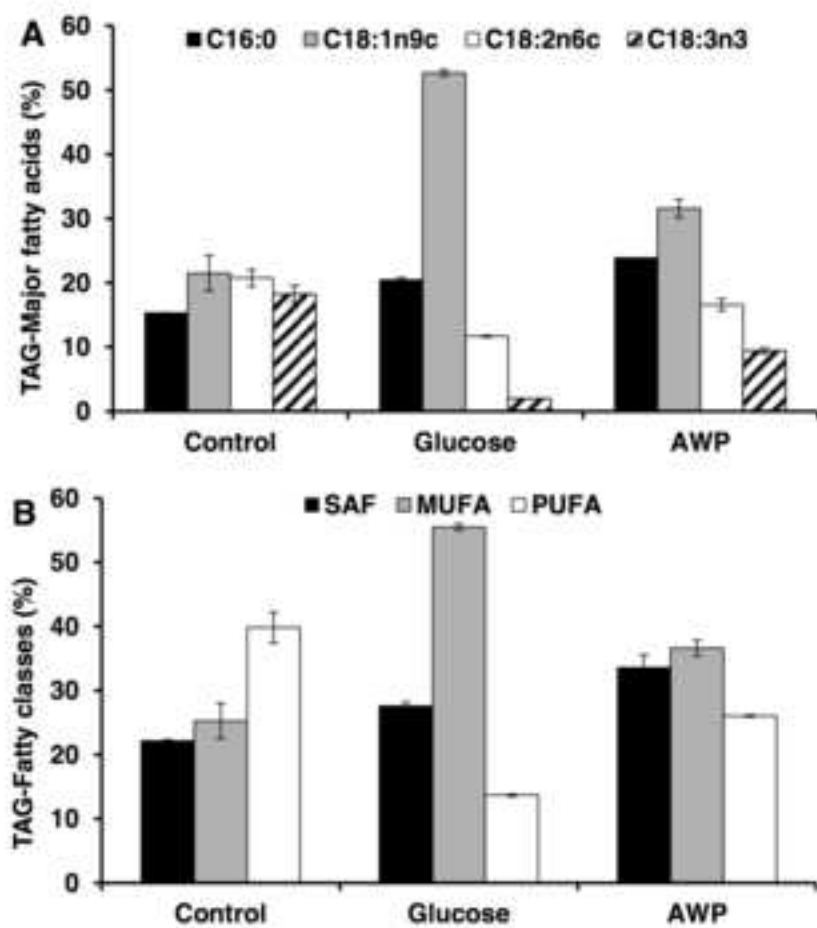 A
C16:0 C18:1n9c C18:2n6c C18:3n3
TAG-Major fatty acids (%)
60
50
40
30
20
10
0
Control Glucose AWP
B
SAF MUFA PUFA
TAG-Fatty classes (%)
60
50
40
30
20
10
0
Control Glucose AWP